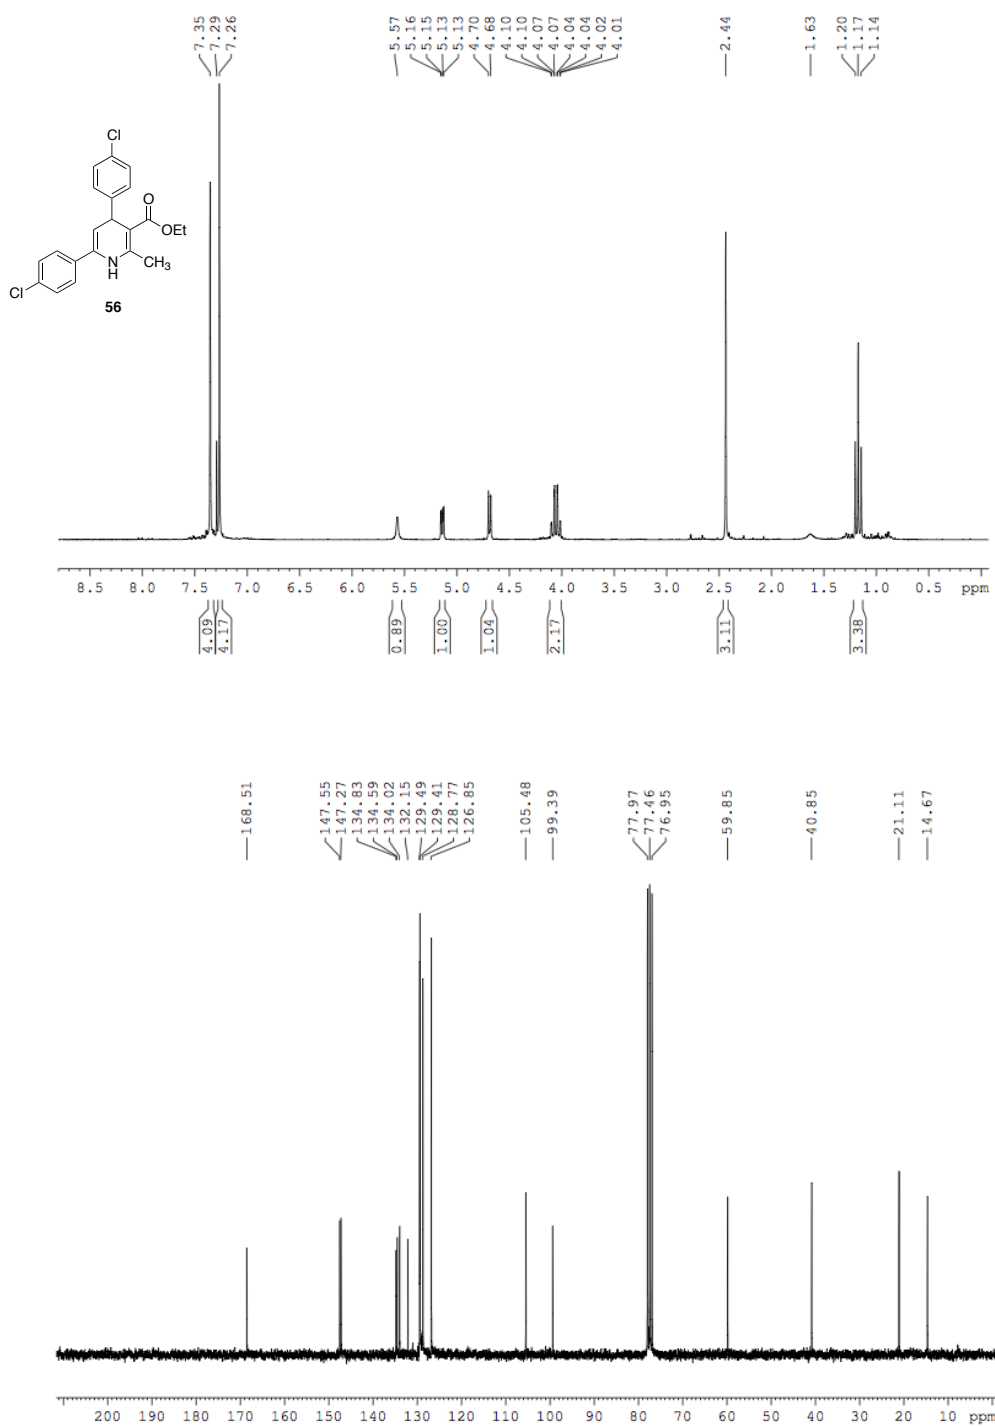 7.35 7.29 7.26 5.57 5.16 5.15 5.13 5.13 4.70 4.68 4.10 4.10 4.07 4.07 4.04 4.04 4.02 4.01 2.44 1.63 1.20 1.17 1.14
Cl
O
OEt
N
H
CH3
Cl
56
8.5 8.0 7.5 7.0 6.5 6.0 5.5 5.0 4.5 4.0 3.5 3.0 2.5 2.0 1.5 1.0 0.5 ppm
4.09 4.17 0.89 1.00 1.04 2.17 3.11 3.38
168.51 147.55 147.27 134.83 134.59 134.02 132.15 129.49 129.41 128.77 126.85 105.48 99.39 77.97 77.46 76.95 59.85 40.85 21.11 14.67
200 190 180 170 160 150 140 130 120 110 100 90 80 70 60 50 40 30 20 10 ppm